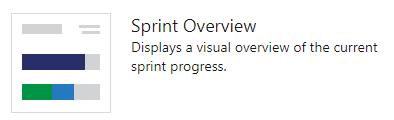 Sprint Overview
Displays a visual overview of the current
sprint progress.